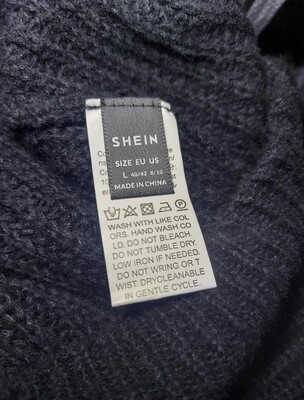 SHEIN
SIZE EU US
L 40/42 8/10
MADE IN CHINA
WASH WITH LIKE COL
ORS. HAND WASH CO
LD. DO NOT BLEACH.
DO NOT TUMBLE DRY.
LOW IRON IF NEEDED.
DO NOT WRING OR T
WIST. DRYCLEANABLE
IN GENTLE CYCLE.